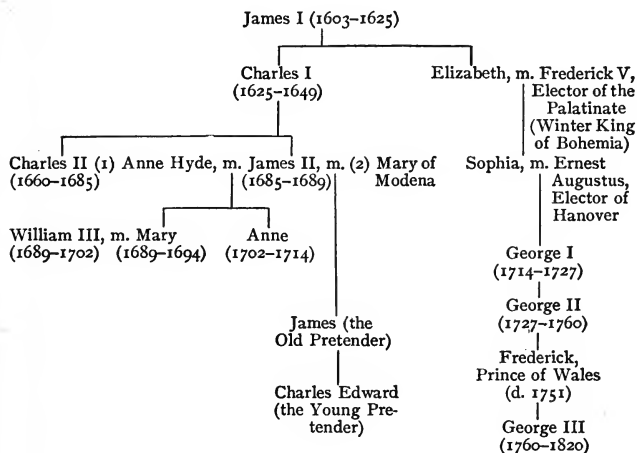 James I (1603–1625)
Charles I
(1625–1649)
Elizabeth, m. Frederick V,
Elector of the
Palatinate
(Winter King
of Bohemia)
Charles II (1) Anne Hyde, m. James II, m. (2) Mary of
(1660–1685) (1685–1689) Modena
Sophia, m. Ernest
Augustus,
Elector of
Hanover
William III, m. Mary Anne
(1689–1702) (1689–1694) (1702–1714)
George I
(1714–1727)
George II
(1727–1760)
James (the
Old Pretender)
Frederick,
Prince of Wales
(d. 1751)
Charles Edward
(the Young Pre-
tender)
George III
(1760–1820)